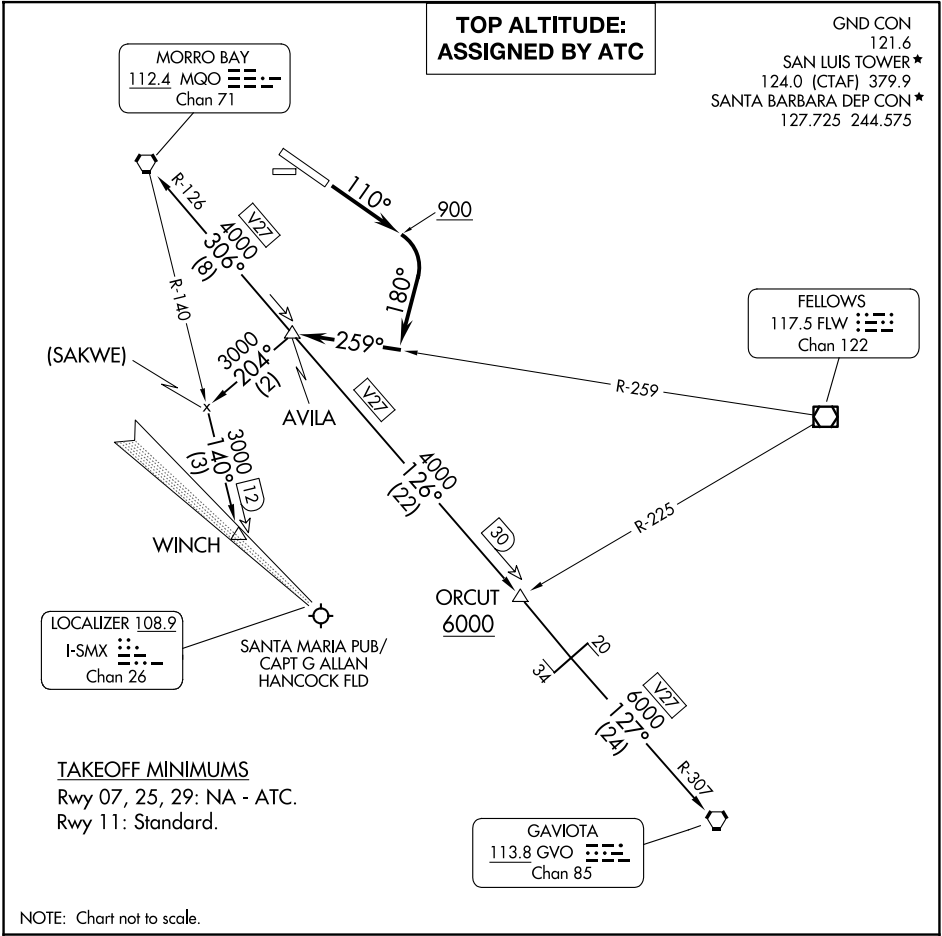 TOP ALTITUDE:
ASSIGNED BY ATC
GND CON
121.6
SAN LUIS TOWER★
124.0 (CTAF) 379.9
SANTA BARBARA DEP CON★
127.725 244.575
MORRO BAY
112.4 MQO
Chan 71
R-126
V27
4000
306°
(8)
110°
900
180°
R-140
259°
FELLOWS
117.5 FLW
Chan 122
R-259
(SAKWE)
x
3000
204°
(2)
AVILA
V27
3000
140°
(3)
12
WINCH
4000
126°
(22)
R-225
30
ORCUT
6000
LOCALIZER 108.9
I-SMX
Chan 26
SANTA MARIA PUB/
CAPT G ALLAN
HANCOCK FLD
20
34
V27
6000
127°
(24)
R-307
TAKEOFF MINIMUMS
Rwy 07, 25, 29: NA - ATC.
Rwy 11: Standard.
GAVIOTA
113.8 GVO
Chan 85
NOTE: Chart not to scale.